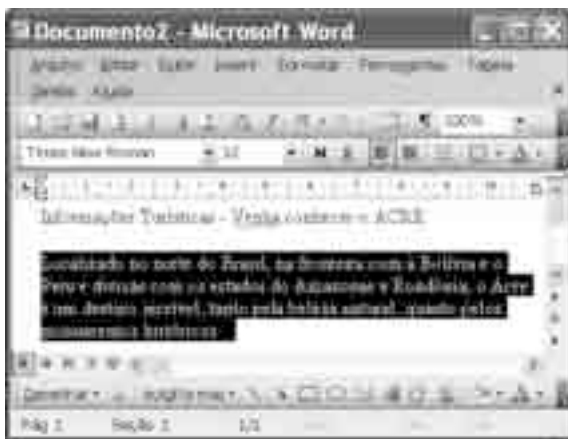 Documento2 - Microsoft Word
Arquivo Editar Exibir Inserir Formatar Ferramentas Tabela
Janela Ajuda
100%
Times New Roman 12 N
Informações Turísticas - Venha conhecer o ACRE
Localizado no norte do Brasil, na fronteira com a Bolívia e o
Peru e divisas com os estados do Amazonas e Rondônia, o Acre
é um destino incrível, tanto pela beleza natural, quanto pelos
monumentos históricos
Desenhar AutoFormas
Pág 1 Seção 1 1/1